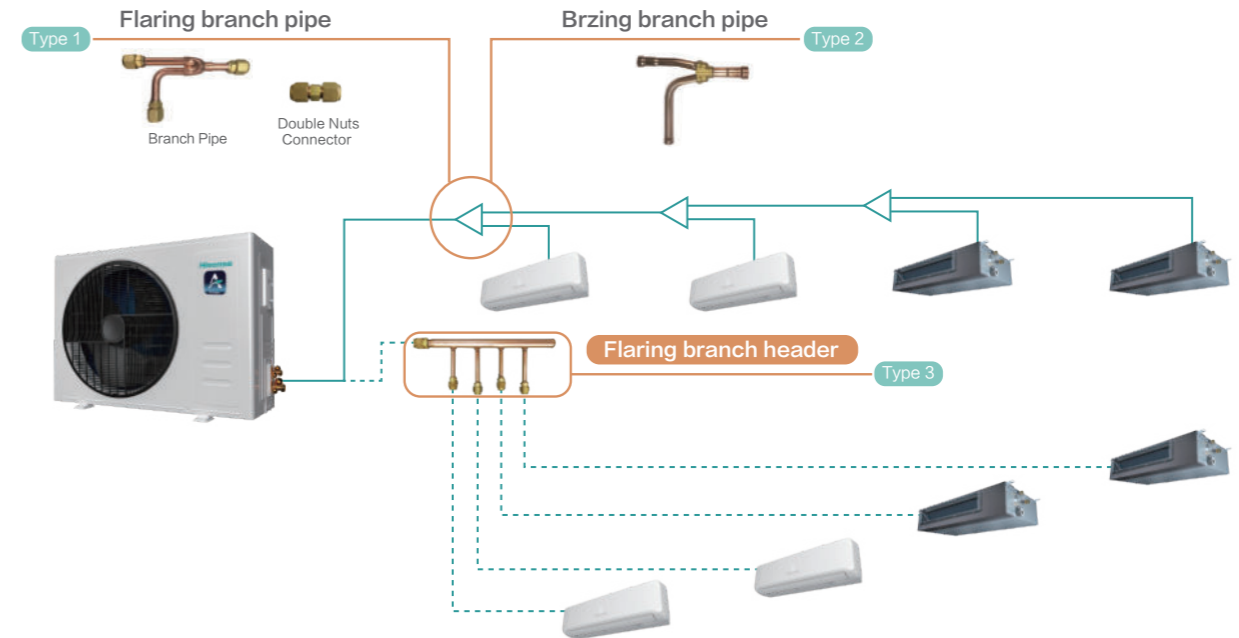 Flaring branch pipe
Brzing branch pipe
Type 1
Type 2
Branch Pipe
Double Nuts
Connector
Hisense
Flaring branch header
Type 3